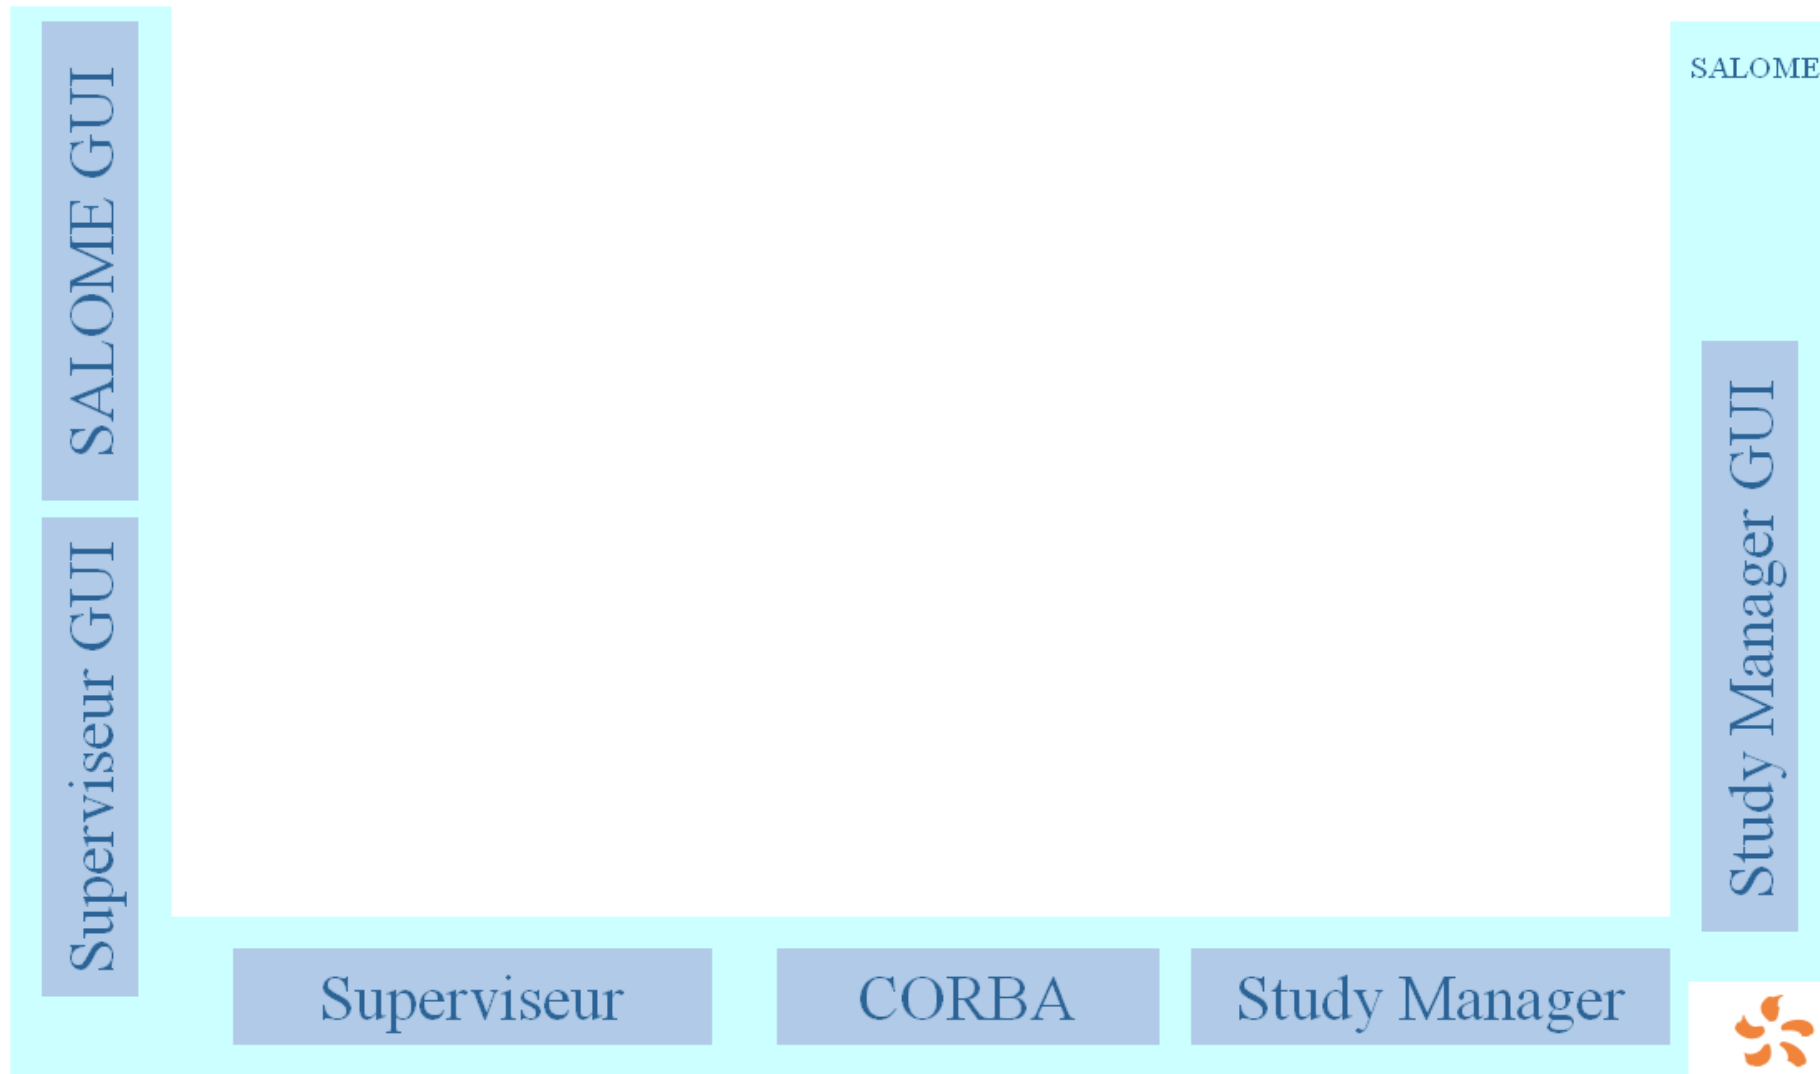 SALOME GUI
SALOME
Superviseur GUI
Study Manager GUI
Superviseur
CORBA
Study Manager